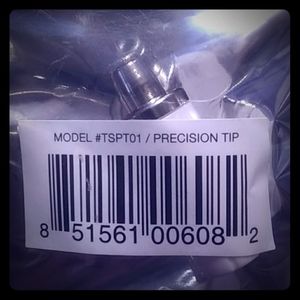 MODEL #TSPT01 / PRECISION TIP
8 51561 00608 2